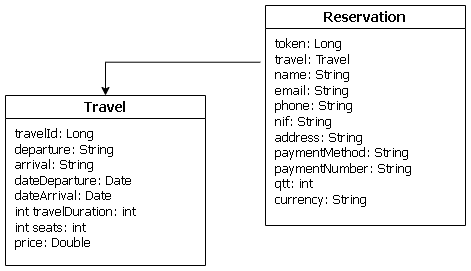 Reservation
token: Long
travel: Travel
name: String
email: String
phone: String
nif: String
address: String
paymentMethod: String
paymentNumber: String
qtt: int
currency: String
Travel
travelId: Long
departure: String
arrival: String
dateDeparture: Date
dateArrival: Date
int travelDuration: int
int seats: int
price: Double